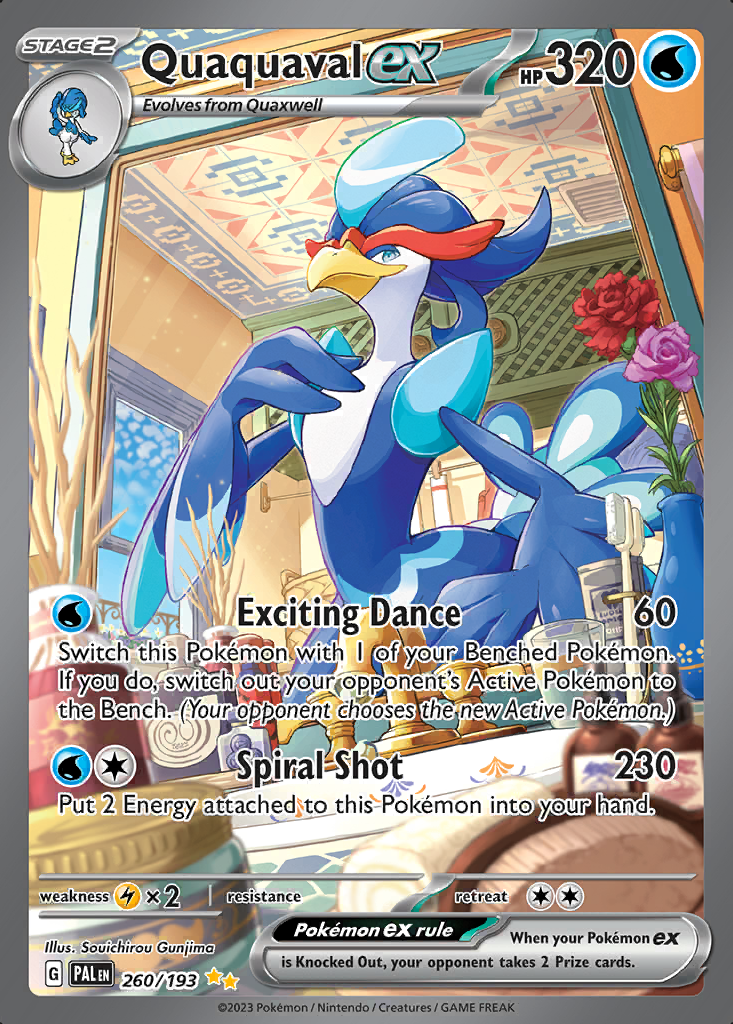 STAGE 2
Quaquaval ex
HP 320
Evolves from Quaxwell
Exciting Dance 60
Switch this Pokémon with 1 of your Benched Pokémon.
If you do, switch out your opponent's Active Pokémon to
the Bench. (Your opponent chooses the new Active Pokémon.)
Spiral Shot 230
Put 2 Energy attached to this Pokémon into your hand.
weakness ×2 resistance retreat
Pokémon ex rule
When your Pokémon ex
is Knocked Out, your opponent takes 2 Prize cards.
Illus. Souichirou Gunjima
G PAL EN 260/193
©2023 Pokémon / Nintendo / Creatures / GAME FREAK